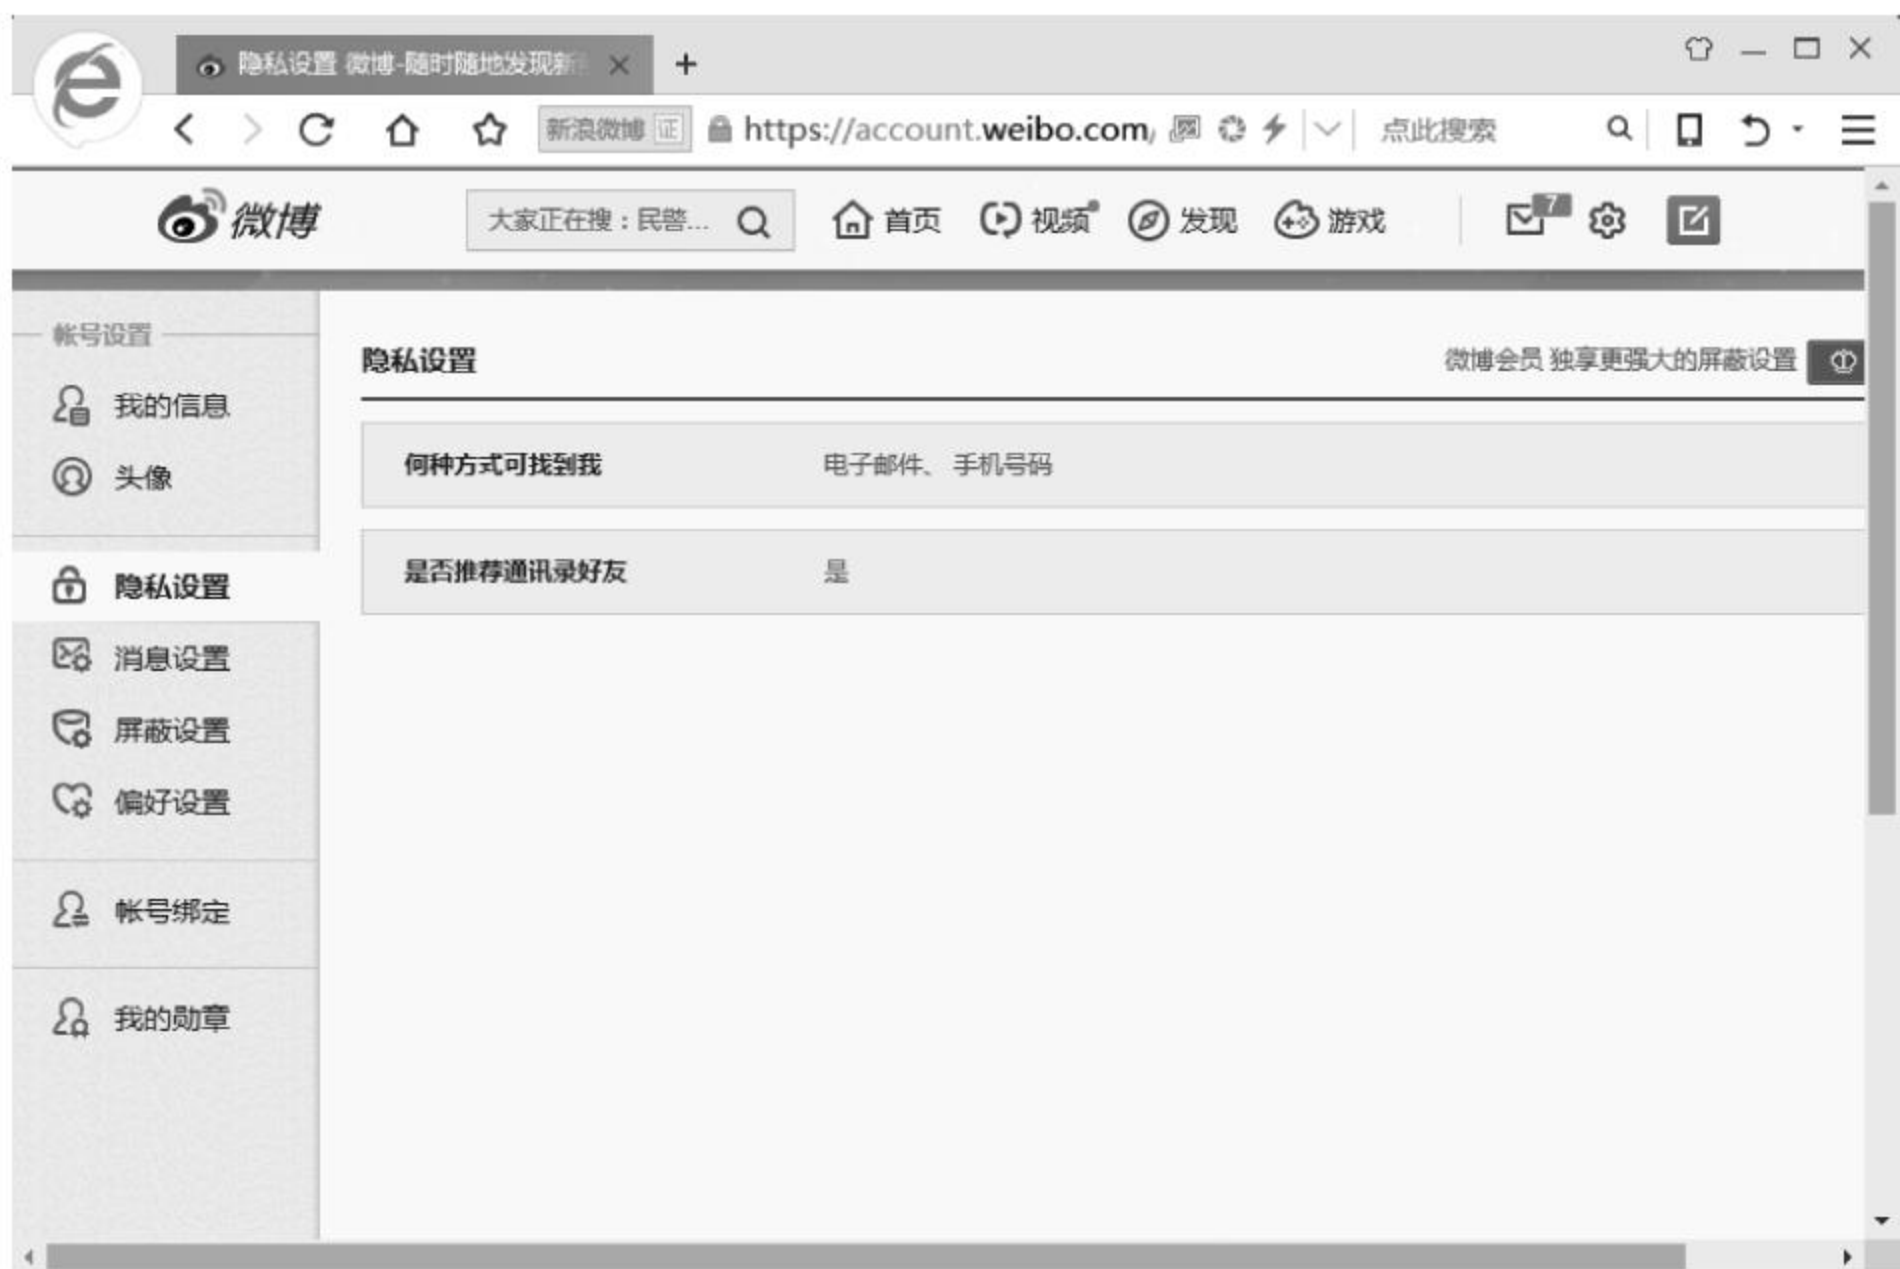 隐私设置 微博-随时随地发现新
新浪微博 证 https://account.weibo.com/ 点此搜索
微博 大家正在搜：民警... 首页 视频 发现 游戏 7
帐号设置
隐私设置 微博会员 独享更强大的屏蔽设置
我的信息
头像
何种方式可找到我 电子邮件、 手机号码
是否推荐通讯录好友 是
隐私设置
消息设置
屏蔽设置
偏好设置
帐号绑定
我的勋章